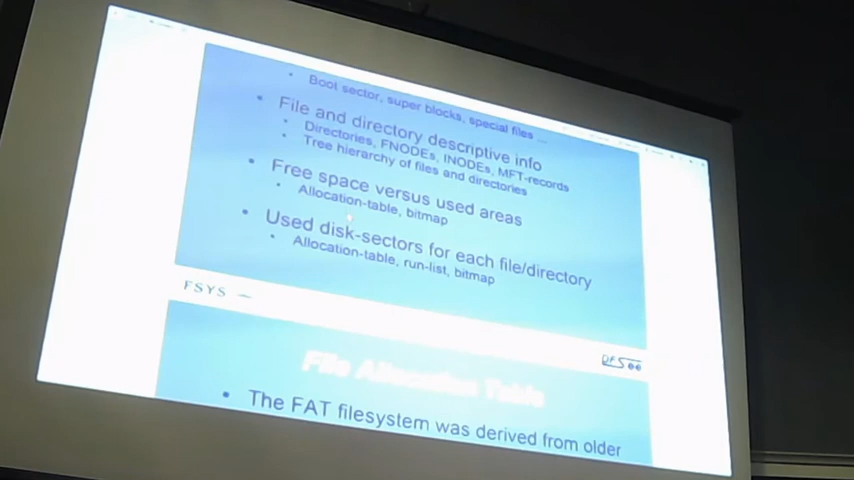 • Boot sector, super blocks, special files ...
• File and directory descriptive info
• Directories, FNODEs, INODEs, MFT-records
• Tree hierarchy of files and directories
• Free space versus used areas
• Allocation-table, bitmap
• Used disk-sectors for each file/directory
• Allocation-table, run-list, bitmap
FSYS —
File Allocation Table
• The FAT filesystem was derived from older